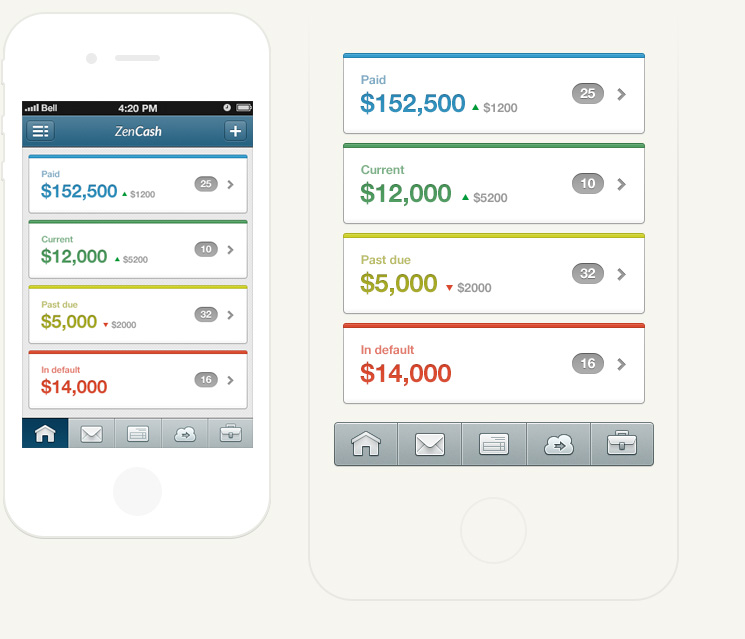 Bell 4:20 PM
ZenCash
Paid
$152,500 $1200
25
Current
$12,000 $5200
10
Past due
$5,000 $2000
32
In default
$14,000
16
Paid
$152,500 $1200
25
Current
$12,000 $5200
10
Past due
$5,000 $2000
32
In default
$14,000
16